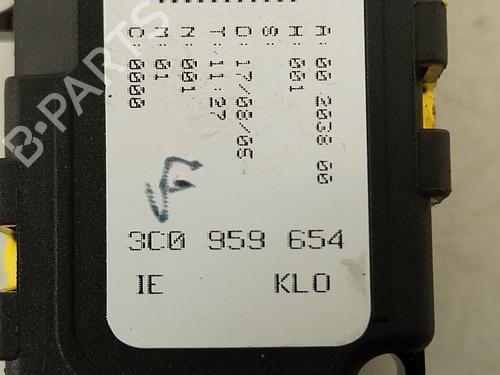 A: 00 2038 00
H: 001
S:
D: 17/08/05
T: 11:27
N: 001
M: 01
C: 0000
F
3C0 959 654
IE KLO
B-PARTS